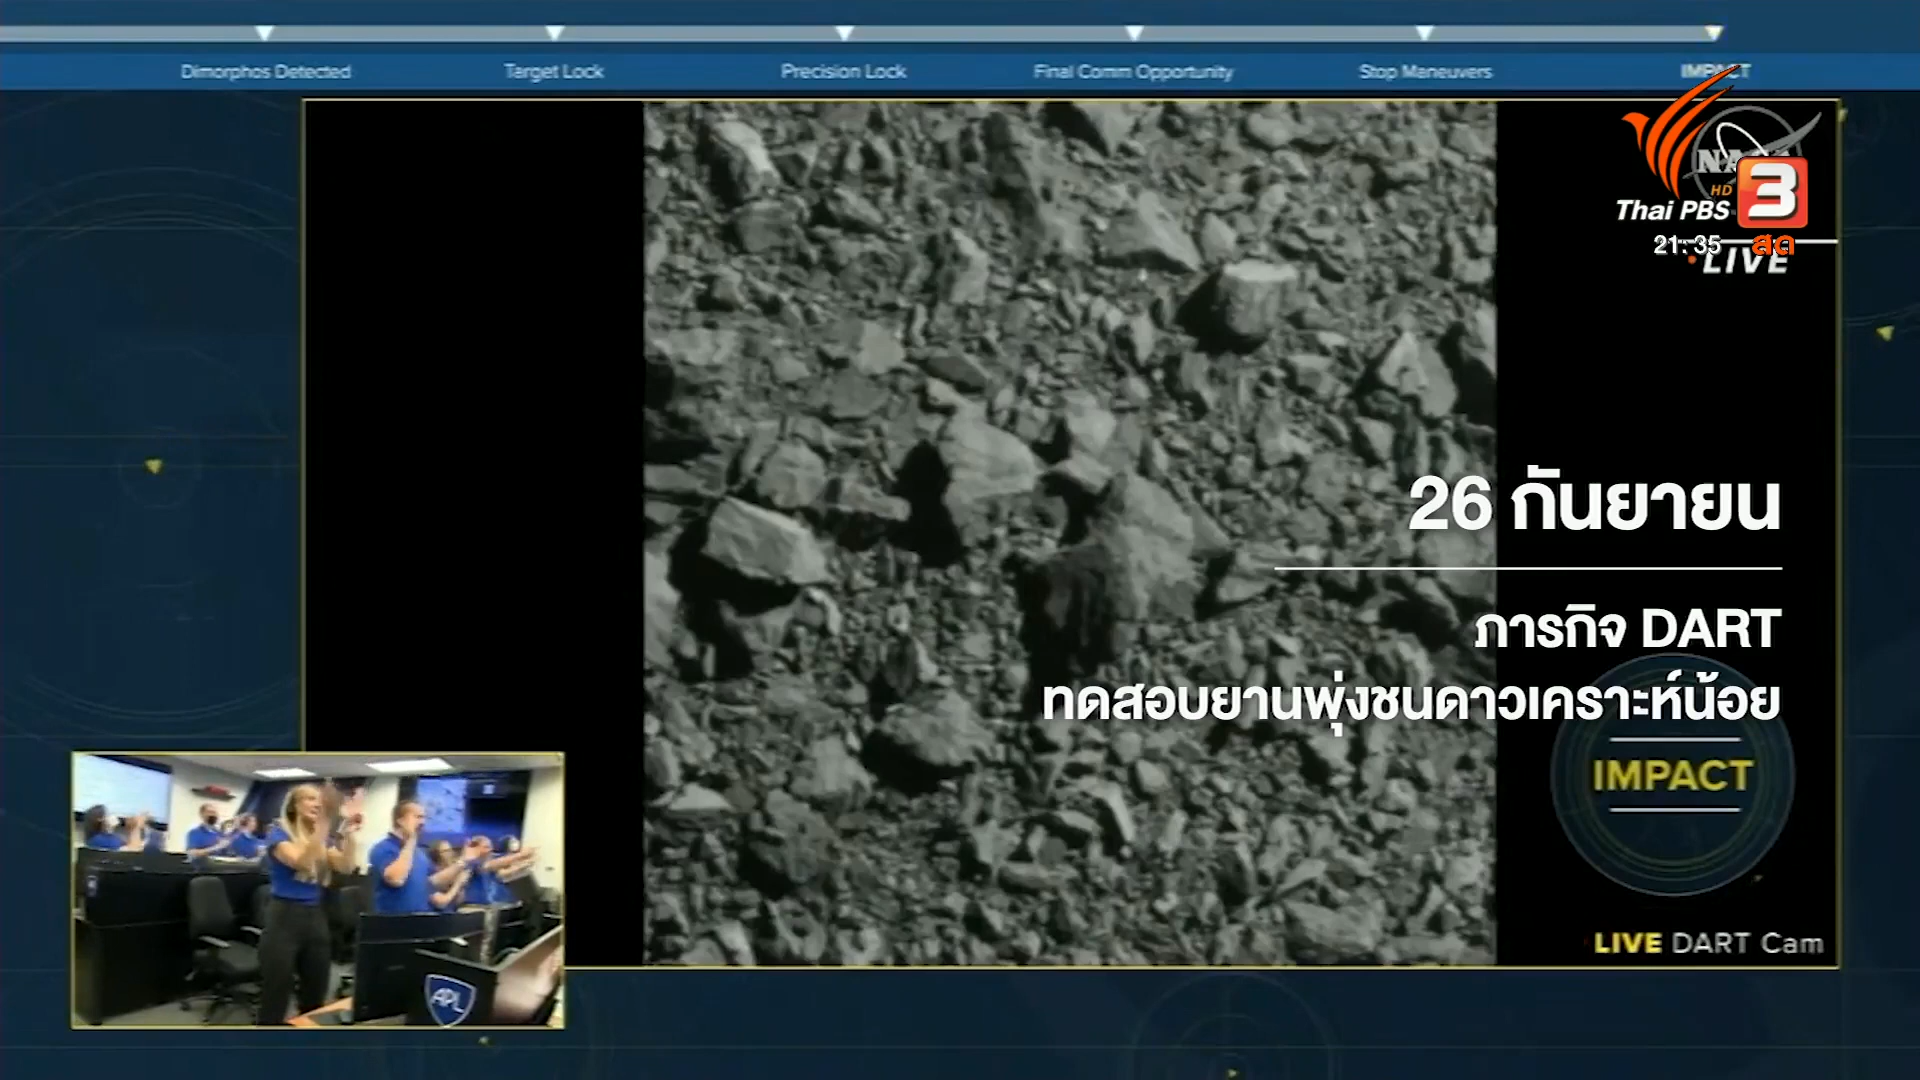 Dimorphos Detected
Target Lock
Precision Lock
Final Comm Opportunity
Stop Maneuvers
IMPACT
NASA
HD
3
Thai PBS
21:35
สด
LIVE
26 กันยายน
ภารกิจ DART
ทดสอบยานพุ่งชนดาวเคราะห์น้อย
IMPACT
LIVE DART Cam
APL